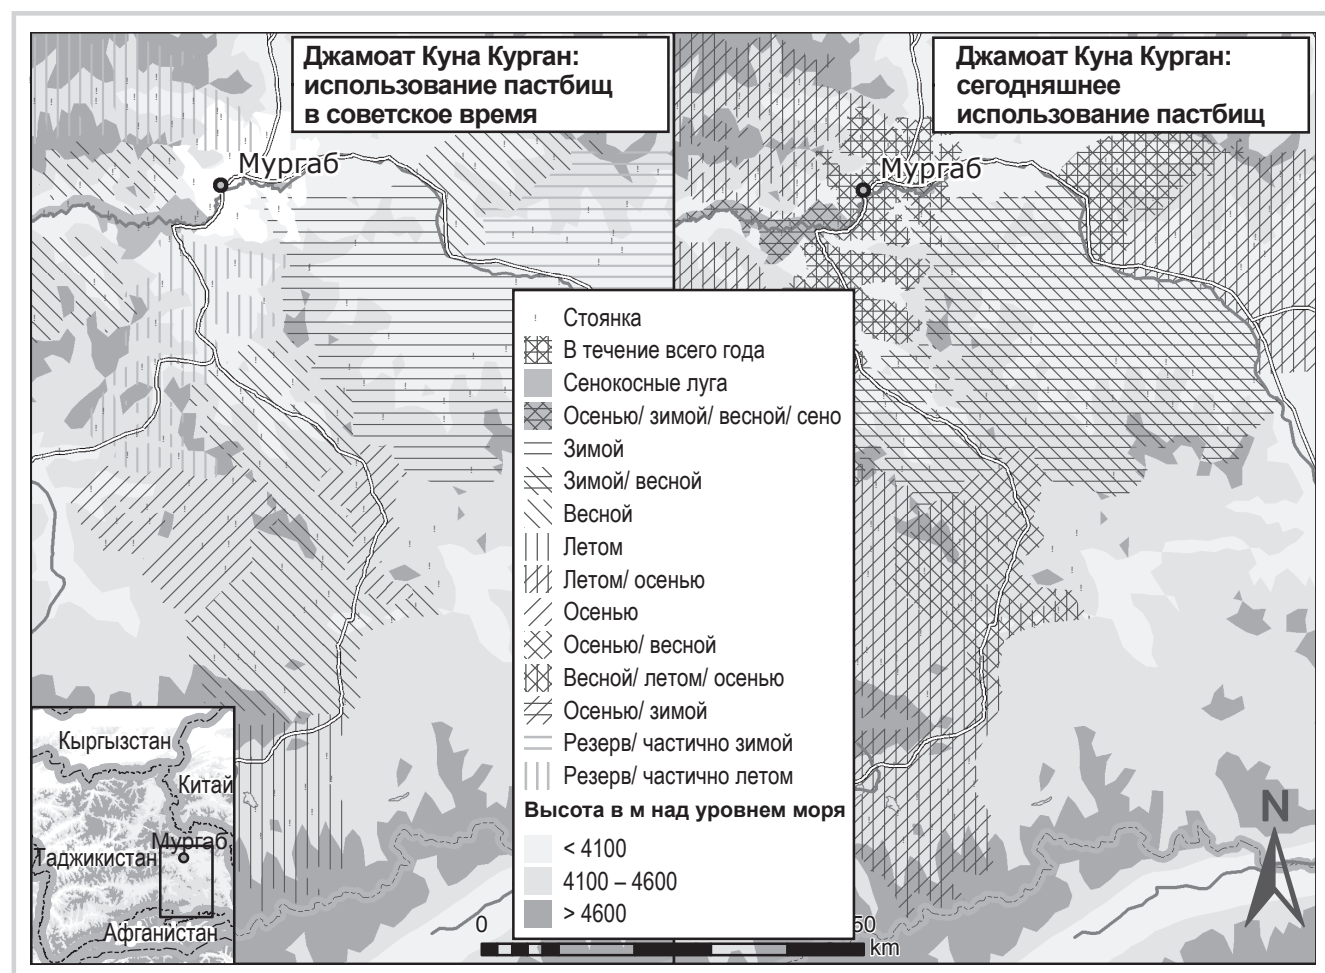 Джамоат Куна Курган:
использование пастбищ
в советское время
Джамоат Куна Курган:
сегодняшнее
использование пастбищ
Мургаб
Мургаб
Стоянка
В течение всего года
Сенокосные луга
Осенью/ зимой/ весной/ сено
Зимой
Зимой/ весной
Весной
Летом
Летом/ осенью
Осенью
Осенью/ весной
Весной/ летом/ осенью
Осенью/ зимой
Резерв/ частично зимой
Резерв/ частично летом
Высота в м над уровнем моря
< 4100
4100 – 4600
> 4600
Кыргызстан
Китай
Мургаб
Таджикистан
Афганистан
0
50
km
N